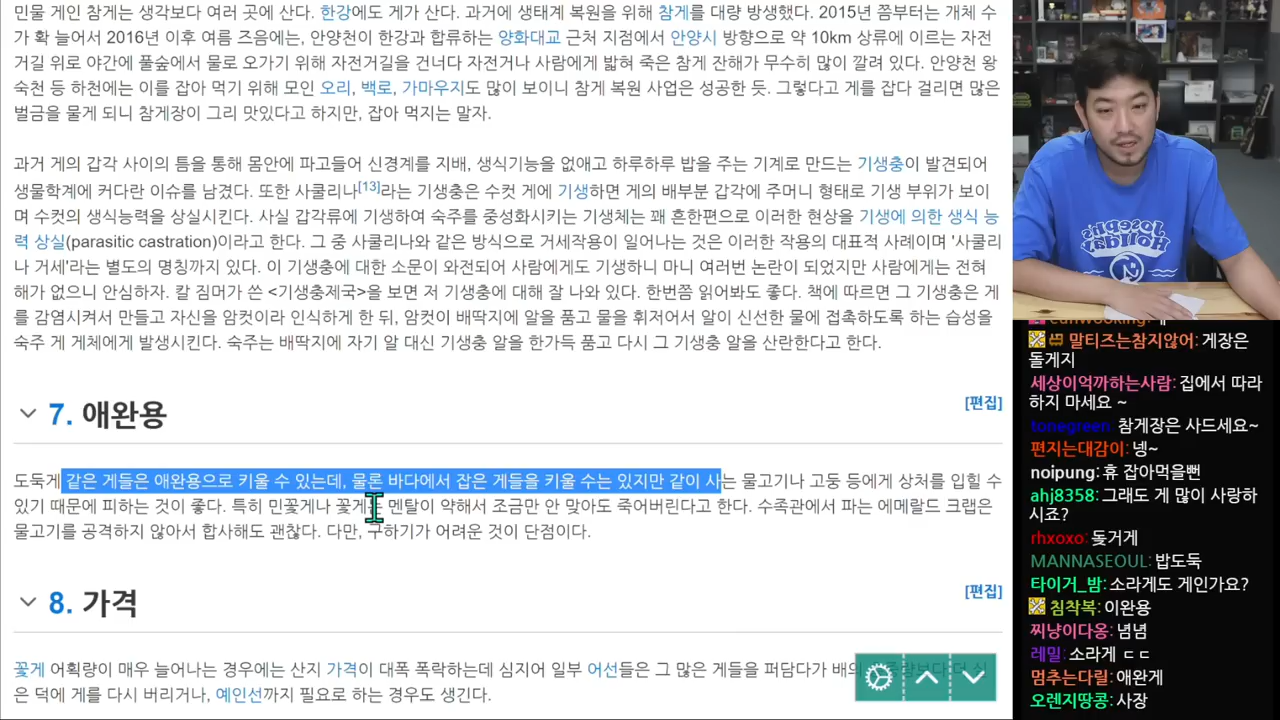 민물 게인 참게는 생각보다 여러 곳에 산다. 한강에도 게가 산다. 과거에 생태계 복원을 위해 참게를 대량 방생했다. 2015년 쯤부터는 개체 수
가 확 늘어서 2016년 이후 여름 즈음에는, 안양천이 한강과 합류하는 양화대교 근처 지점에서 안양시 방향으로 약 10km 상류에 이르는 자전
거길 위로 야간에 풀숲에서 물로 오가기 위해 자전거길을 건너다 자전거나 사람에게 밟혀 죽은 참게 잔해가 무수히 많이 깔려 있다. 안양천 왕
숙천 등 하천에는 이를 잡아 먹기 위해 모인 오리, 백로, 가마우지도 많이 보이니 참게 복원 사업은 성공한 듯. 그렇다고 게를 잡다 걸리면 많은
벌금을 물게 되니 참게장이 그리 맛있다고 하지만, 잡아 먹지는 말자.
과거 게의 갑각 사이의 틈을 통해 몸안에 파고들어 신경계를 지배, 생식기능을 없애고 하루하루 밥을 주는 기계로 만드는 기생충이 발견되어
생물학계에 커다란 이슈를 남겼다. 또한 사쿨리나[13]라는 기생충은 수컷 게에 기생하면 게의 배부분 갑각에 주머니 형태로 기생 부위가 보이
며 수컷의 생식능력을 상실시킨다. 사실 갑각류에 기생하여 숙주를 중성화시키는 기생체는 꽤 흔한편으로 이러한 현상을 기생에 의한 생식 능
력 상실(parasitic castration)이라고 한다. 그 중 사쿨리나와 같은 방식으로 거세작용이 일어나는 것은 이러한 작용의 대표적 사례이며 '사쿨리
나 거세'라는 별도의 명칭까지 있다. 이 기생충에 대한 소문이 와전되어 사람에게도 기생하니 마니 여러번 논란이 되었지만 사람에게는 전혀
해가 없으니 안심하자. 칼 짐머가 쓴 <기생충제국>을 보면 저 기생충에 대해 잘 나와 있다. 한번쯤 읽어봐도 좋다. 책에 따르면 그 기생충은 게
를 감염시켜서 만들고 자신을 암컷이라 인식하게 한 뒤, 암컷이 배딱지에 알을 품고 물을 휘저어서 알이 신선한 물에 접촉하도록 하는 습성을
숙주 게 게체에게 발생시킨다. 숙주는 배딱지에 자기 알 대신 기생충 알을 한가득 품고 다시 그 기생충 알을 산란한다고 한다.
7. 애완용 [편집]
도둑게 같은 게들은 애완용으로 키울 수 있는데, 물론 바다에서 잡은 게들을 키울 수는 있지만 같이 사는 물고기나 고둥 등에게 상처를 입힐 수
있기 때문에 피하는 것이 좋다. 특히 민꽃게나 꽃게는 멘탈이 약해서 조금만 안 맞아도 죽어버린다고 한다. 수족관에서 파는 에메랄드 크랩은
물고기를 공격하지 않아서 합사해도 괜찮다. 다만, 구하기가 어려운 것이 단점이다.
8. 가격 [편집]
꽃게 어획량이 매우 늘어나는 경우에는 산지 가격이 대폭 폭락하는데 심지어 일부 어선들은 그 많은 게들을 퍼담다가 배의
은 덕에 게를 다시 버리거나, 예인선까지 필요로 하는 경우도 생긴다.
JOSEPH'S
HOLIDAY
말티즈는참지않어: 게장은
돌게지
세상이억까하는사람: 집에서 따라
하지 마세요 ~
tonegreen: 참게장은 사드세요~
편지는대감이: 넹~
noipung: 휴 잡아먹을뻔
ahj8358: 그래도 게 많이 사랑하
시죠?
rhxoxo: 돚거게
MANNASEOUL: 밥도둑
타이거_밤: 소라게도 게인가요?
침착복: 이완용
찌냥이다옹: 념념
레밀: 소라게 ㄷㄷ
멈추는다릴: 애완게
오렌지땅콩: 사장